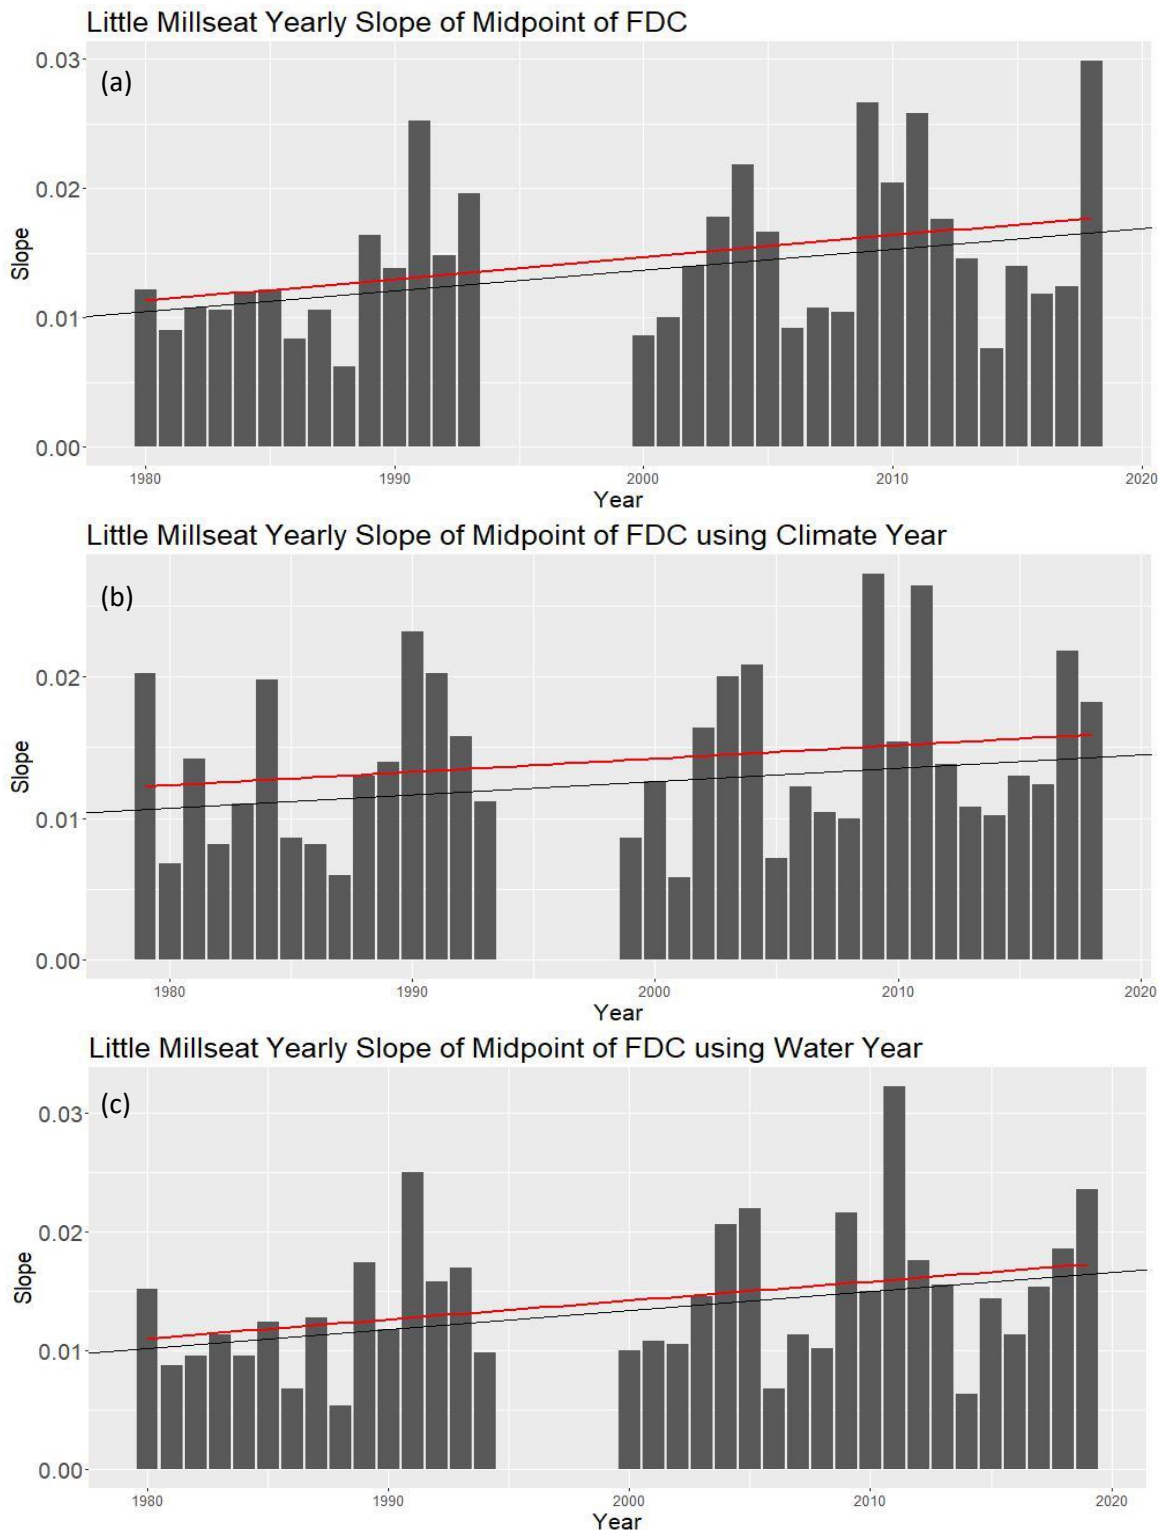 Little Millseat Yearly Slope of Midpoint of FDC
(a)
0.03
0.02
0.01
0.00
Slope
1980 1990 2000 2010 2020
Year
Little Millseat Yearly Slope of Midpoint of FDC using Climate Year
(b)
0.02
0.01
0.00
Slope
1980 1990 2000 2010 2020
Year
Little Millseat Yearly Slope of Midpoint of FDC using Water Year
(c)
0.03
0.02
0.01
0.00
Slope
1980 1990 2000 2010 2020
Year